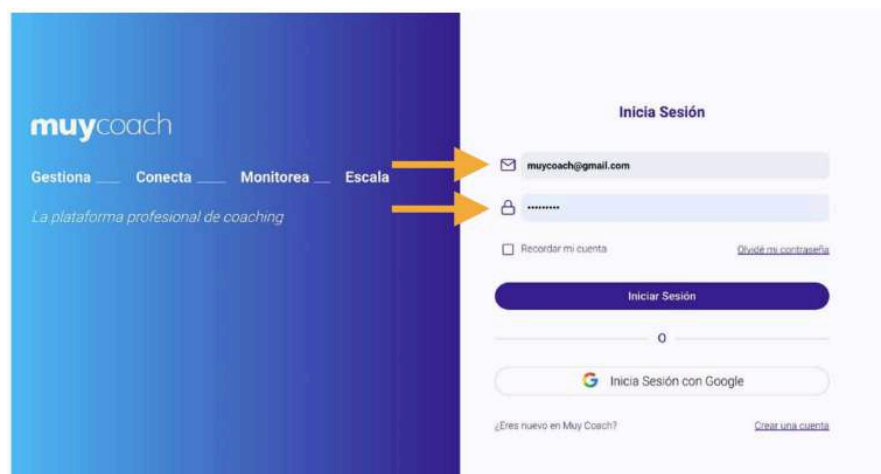 muycoach
Gestiona Conecta Monitorea Escala
La plataforma profesional de coaching
Inicia Sesión
muycoach@gmail.com
•••••••••
Recordar mi cuenta Olvidé mi contraseña
Iniciar Sesión
O
Inicia Sesión con Google
¿Eres nuevo en Muy Coach? Crear una cuenta